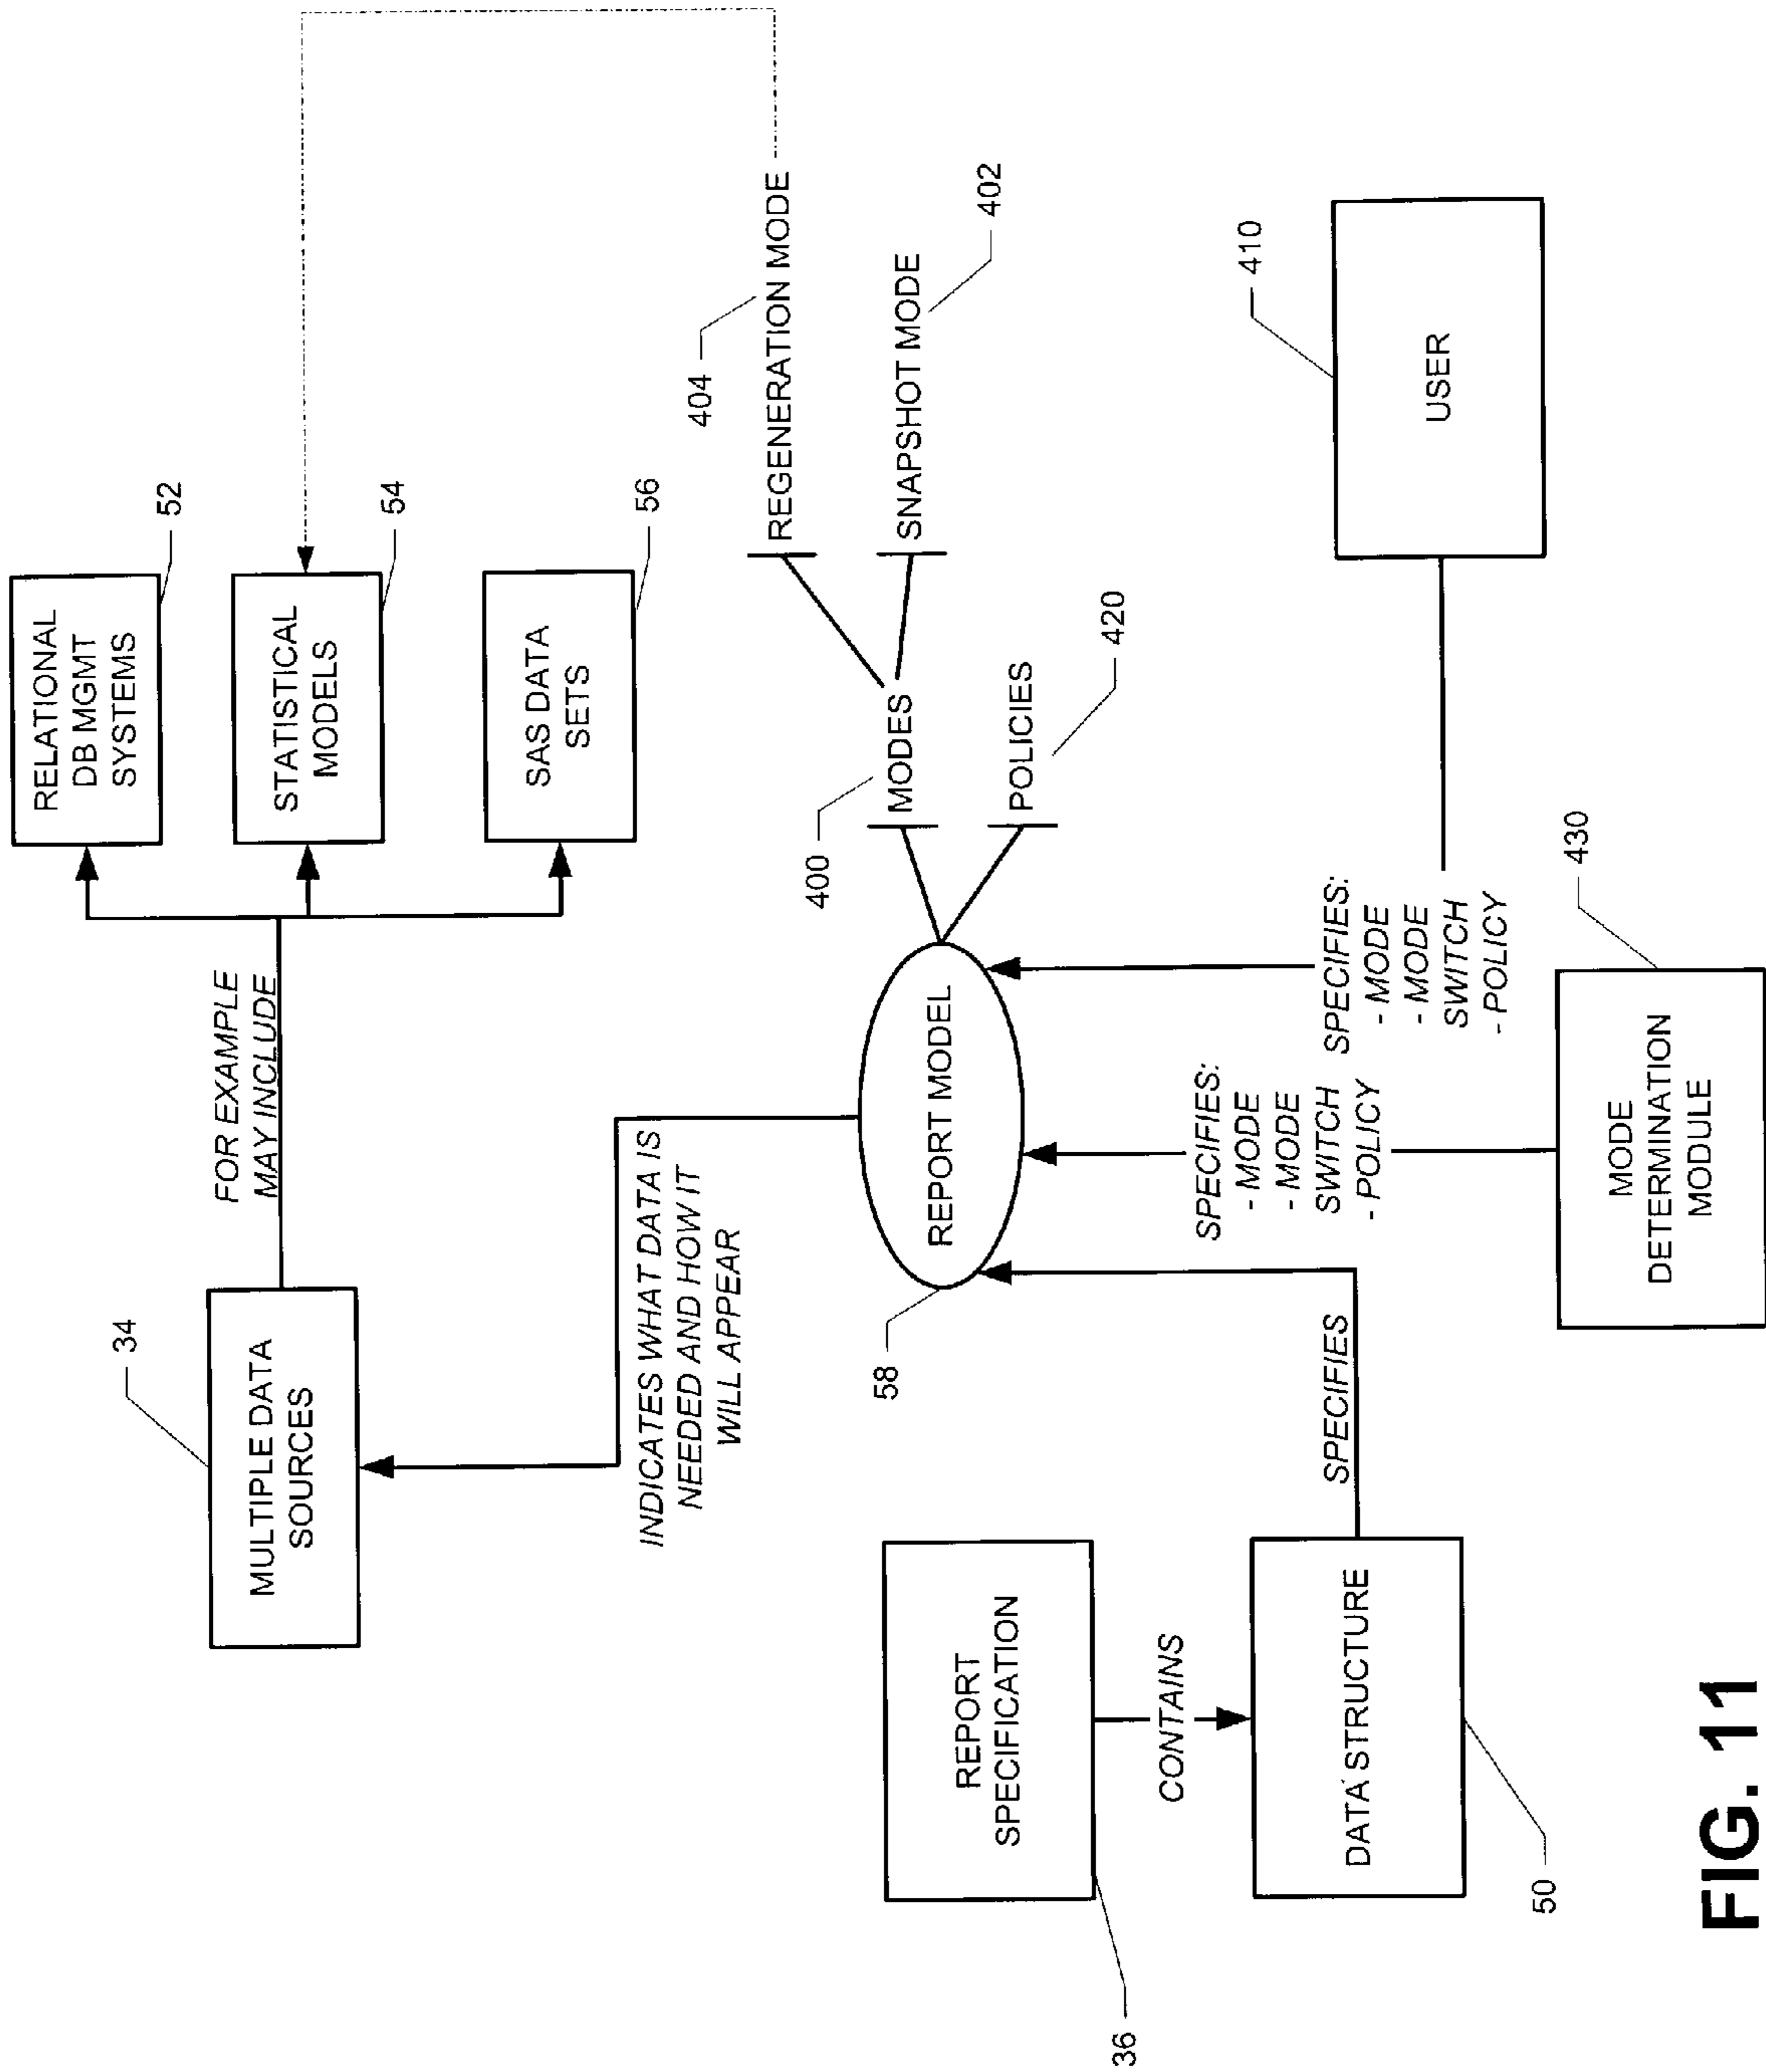 34
MULTIPLE DATA
SOURCES
FOR EXAMPLE
MAY INCLUDE
RELATIONAL
DB MGMT
SYSTEMS
52
STATISTICAL
MODELS
54
SAS DATA
SETS
56
INDICATES WHAT DATA IS
NEEDED AND HOW IT
WILL APPEAR
404
REGENERATION MODE
SNAPSHOT MODE
402
400
MODES
POLICIES
420
REPORT MODEL
58
36
REPORT
SPECIFICATION
CONTAINS
DATA STRUCTURE
50
SPECIFIES
SPECIFIES:
- MODE
- MODE
SWITCH
- POLICY
SPECIFIES:
- MODE
- MODE
SWITCH
- POLICY
410
USER
430
MODE
DETERMINATION
MODULE
FIG. 11